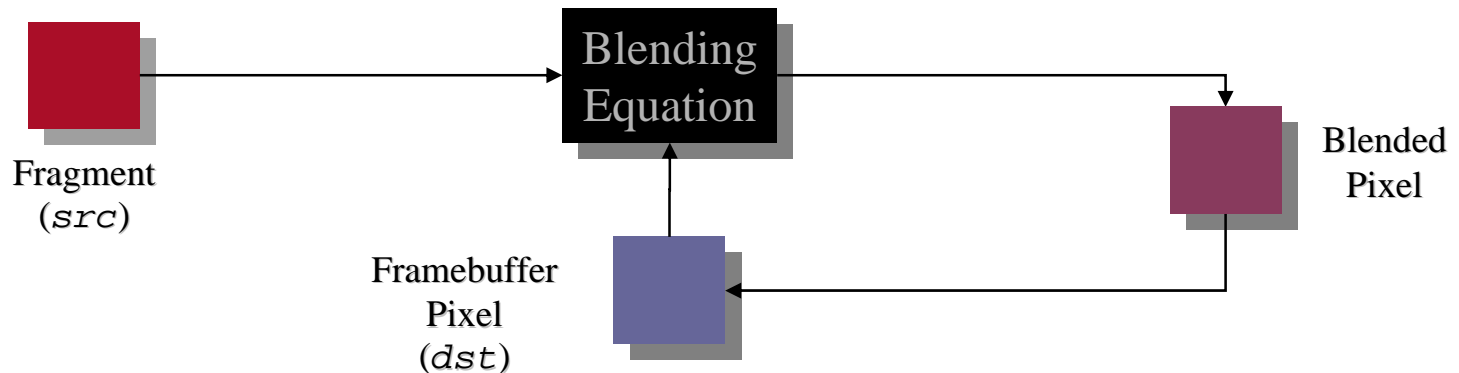 Blending
Equation
Fragment
(src)
Blended
Pixel
Framebuffer
Pixel
(dst)